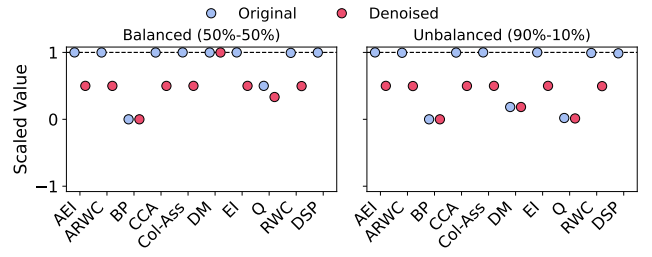 Original Denoised
Balanced (50%-50%) Unbalanced (90%-10%)
Scaled Value
1
0
−1
AEI ARWC BP CCA Col-Ass DM EI Q RWC DSP
AEI ARWC BP CCA Col-Ass DM EI Q RWC DSP